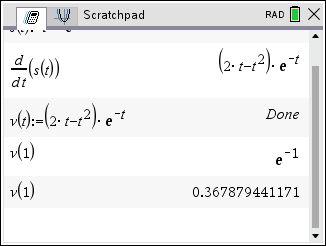 Scratchpad RAD
d/dt(s(t)) (2·t−t²)·e⁻ᵗ
v(t):=(2·t−t²)·e⁻ᵗ Done
v(1) e⁻¹
v(1) 0.367879441171